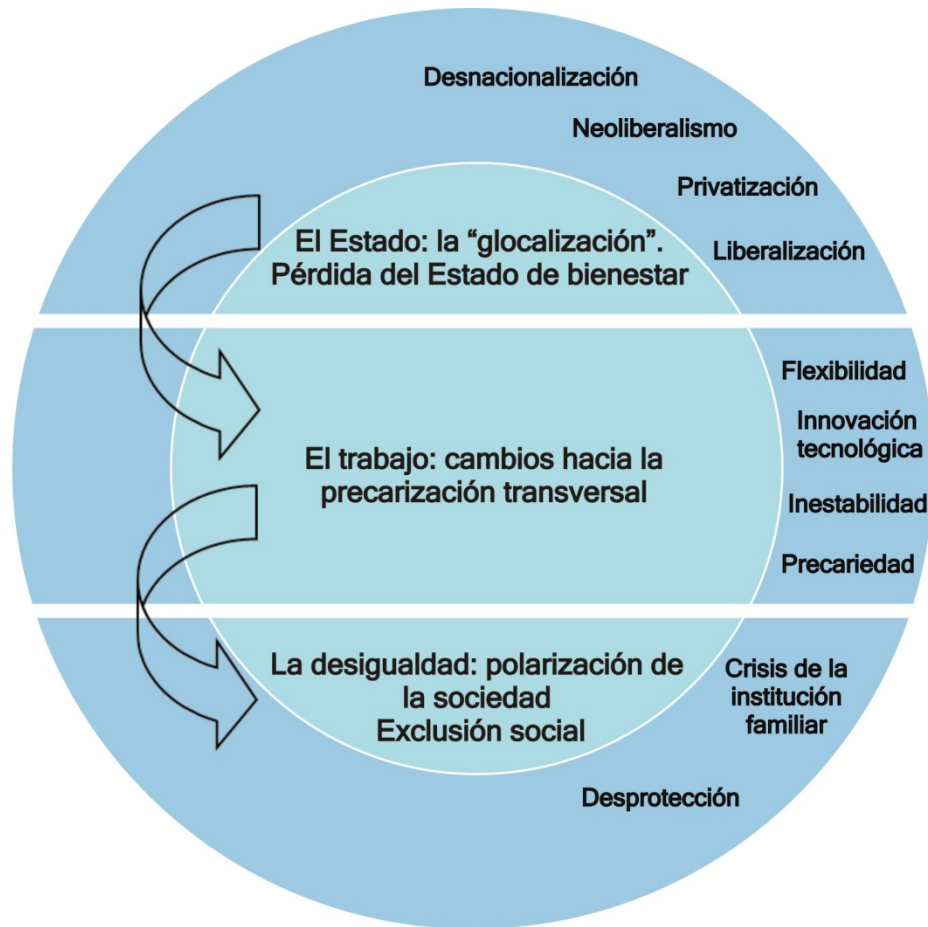 Desnacionalización
Neoliberalismo
Privatización
Liberalización
El Estado: la “glocalización”.
Pérdida del Estado de bienestar
Flexibilidad
Innovación
tecnológica
Inestabilidad
Precariedad
El trabajo: cambios hacia la
precarización transversal
La desigualdad: polarización de
la sociedad
Exclusión social
Crisis de la
institución
familiar
Desprotección